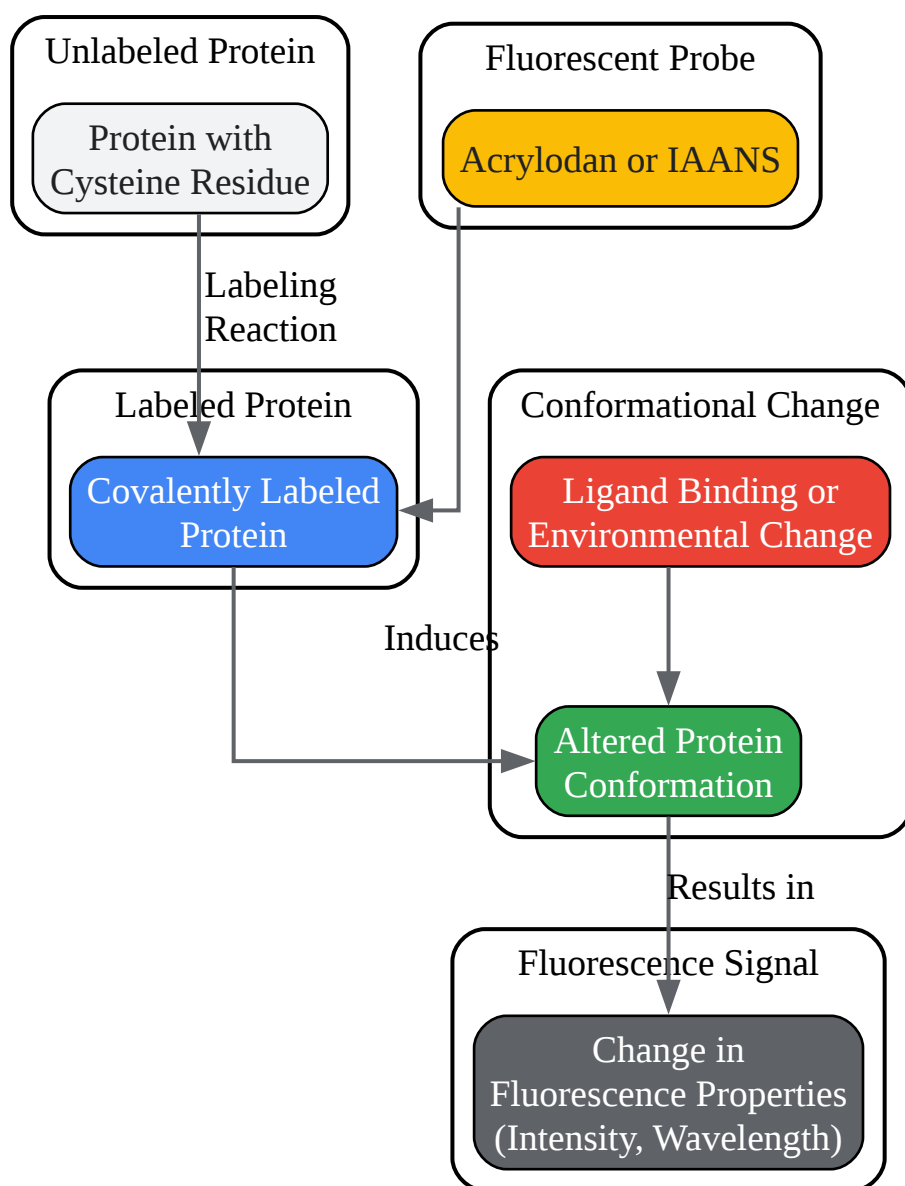 Unlabeled Protein
Protein with
Cysteine Residue
Fluorescent Probe
Acrylodan or IAANS
Labeling
Reaction
Labeled Protein
Covalently Labeled
Protein
Conformational Change
Ligand Binding or
Environmental Change
Induces
Altered Protein
Conformation
Results in
Fluorescence Signal
Change in
Fluorescence Properties
(Intensity, Wavelength)